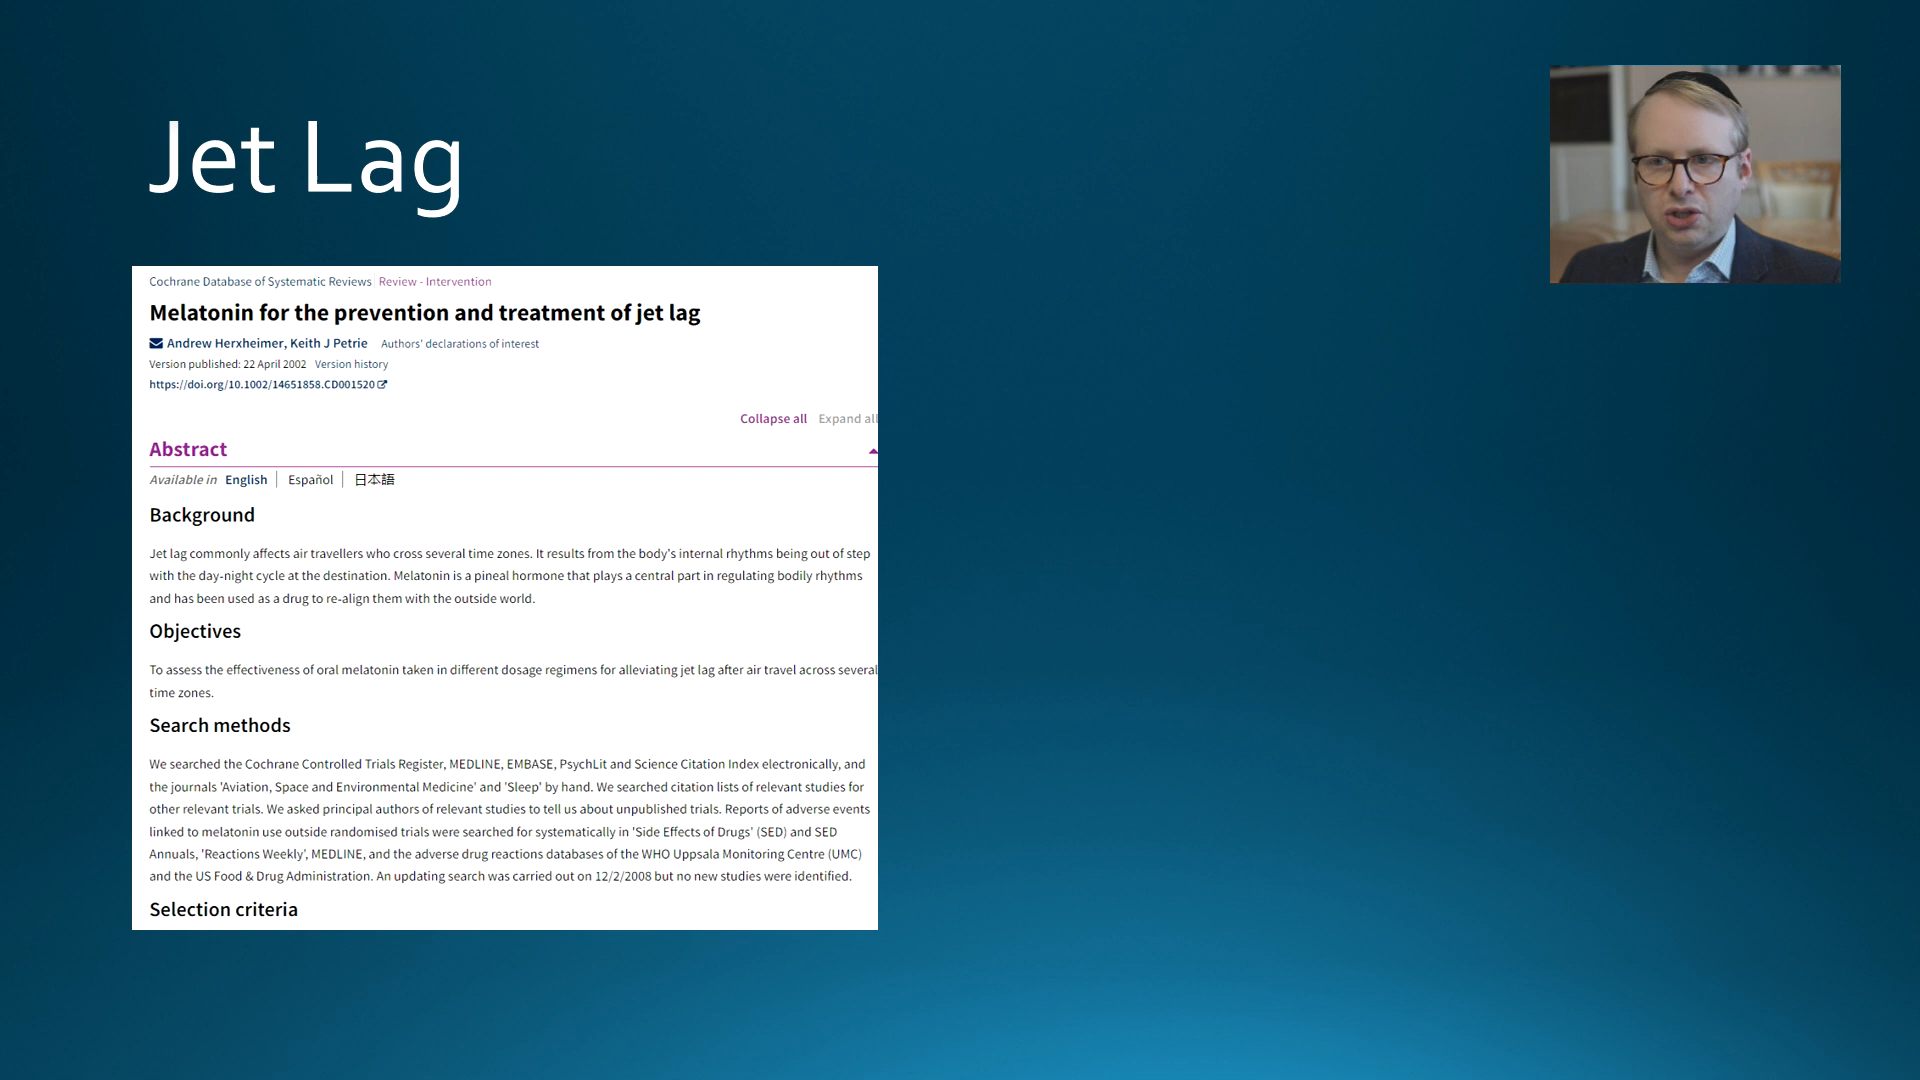 Jet Lag
Cochrane Database of Systematic Reviews | Review - Intervention
Melatonin for the prevention and treatment of jet lag
Andrew Herxheimer, Keith J Petrie Authors' declarations of interest
Version published: 22 April 2002 Version history
https://doi.org/10.1002/14651858.CD001520
Collapse all Expand all
Abstract
Available in English | Español | 日本語
Background
Jet lag commonly affects air travellers who cross several time zones. It results from the body's internal rhythms being out of step
with the day-night cycle at the destination. Melatonin is a pineal hormone that plays a central part in regulating bodily rhythms
and has been used as a drug to re-align them with the outside world.
Objectives
To assess the effectiveness of oral melatonin taken in different dosage regimens for alleviating jet lag after air travel across several
time zones.
Search methods
We searched the Cochrane Controlled Trials Register, MEDLINE, EMBASE, PsychLit and Science Citation Index electronically, and
the journals 'Aviation, Space and Environmental Medicine' and 'Sleep' by hand. We searched citation lists of relevant studies for
other relevant trials. We asked principal authors of relevant studies to tell us about unpublished trials. Reports of adverse events
linked to melatonin use outside randomised trials were searched for systematically in 'Side Effects of Drugs' (SED) and SED
Annuals, 'Reactions Weekly', MEDLINE, and the adverse drug reactions databases of the WHO Uppsala Monitoring Centre (UMC)
and the US Food & Drug Administration. An updating search was carried out on 12/2/2008 but no new studies were identified.
Selection criteria